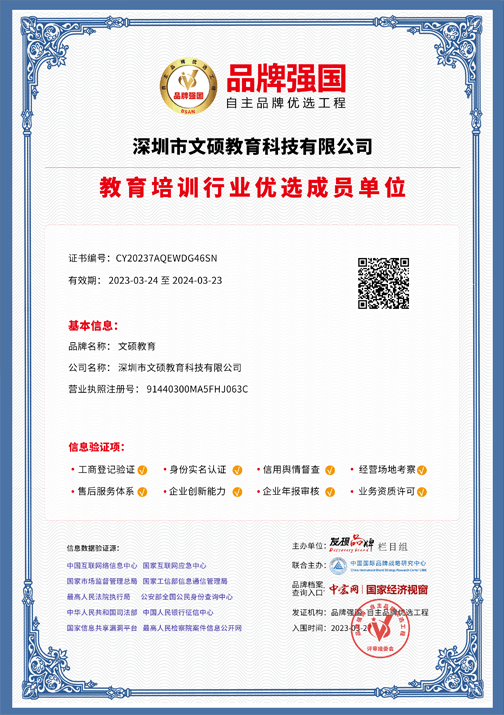 自主品牌优选工程
品牌强国
BSAN
品牌强国
自主品牌优选工程
深圳市文硕教育科技有限公司
教育培训行业优选成员单位
证书编号：CY20237AQEWDG46SN
有效期： 2023-03-24 至 2024-03-23
基本信息：
品牌名称： 文硕教育
公司名称： 深圳市文硕教育科技有限公司
营业执照注册号： 91440300MA5FHJ063C
信息验证项：
工商登记验证 身份实名认证 信用舆情督查 经营场地考察
售后服务体系 企业创新能力 企业年报审核 业务资质许可
信息数据验证源：
中国互联网络信息中心 国家互联网应急中心
国家市场监督管理总局 国家工信部信息通信管理局
最高人民法院执行局 公安部全国公民身份查询中心
中华人民共和国司法部 中国人民银行征信中心
国家信息共享漏洞平台 最高人民检察院案件信息公开网
主办单位： 发现品牌 栏目组
Discovery brand
联合主办： 中国国际品牌战略研究中心
品牌档案
查询入口： 中宏网 国家经济视窗
发证机构： 品牌强国·自主品牌优选工程
入围时间： 2023-03-2
评审组委会